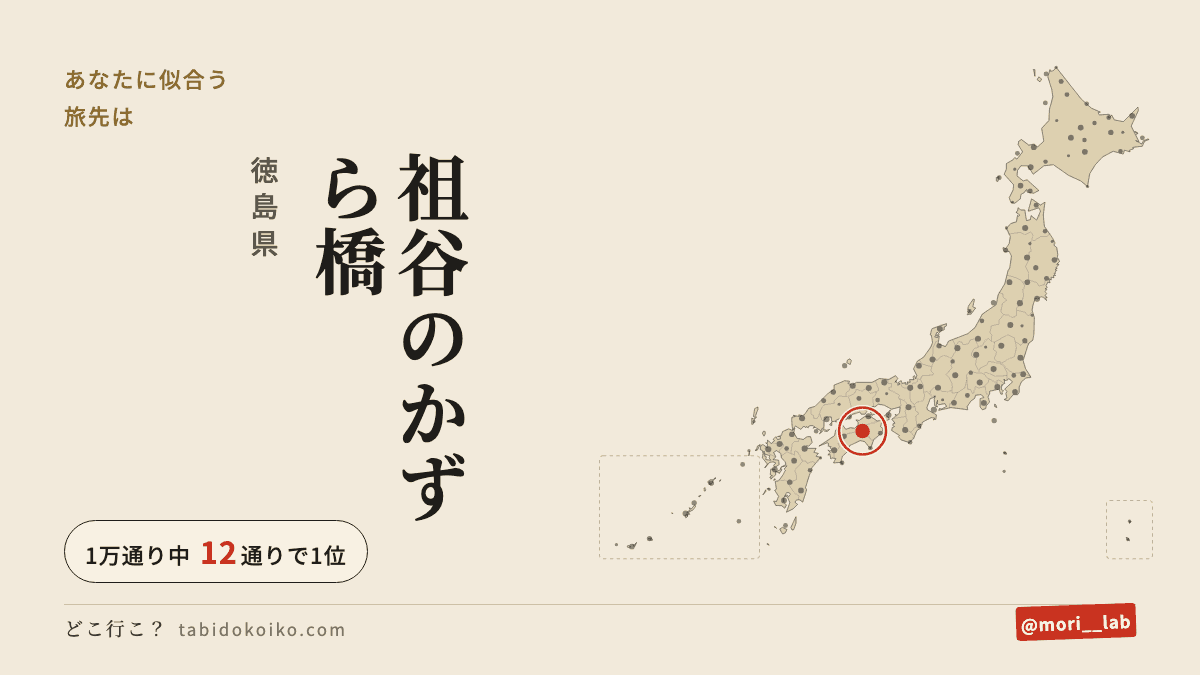 あなたに似合う
旅先は
祖谷のかず
ら橋
徳島県
1万通り中 12通りで1位
どこ行こ? tabidokoiko.com
@mori__lab